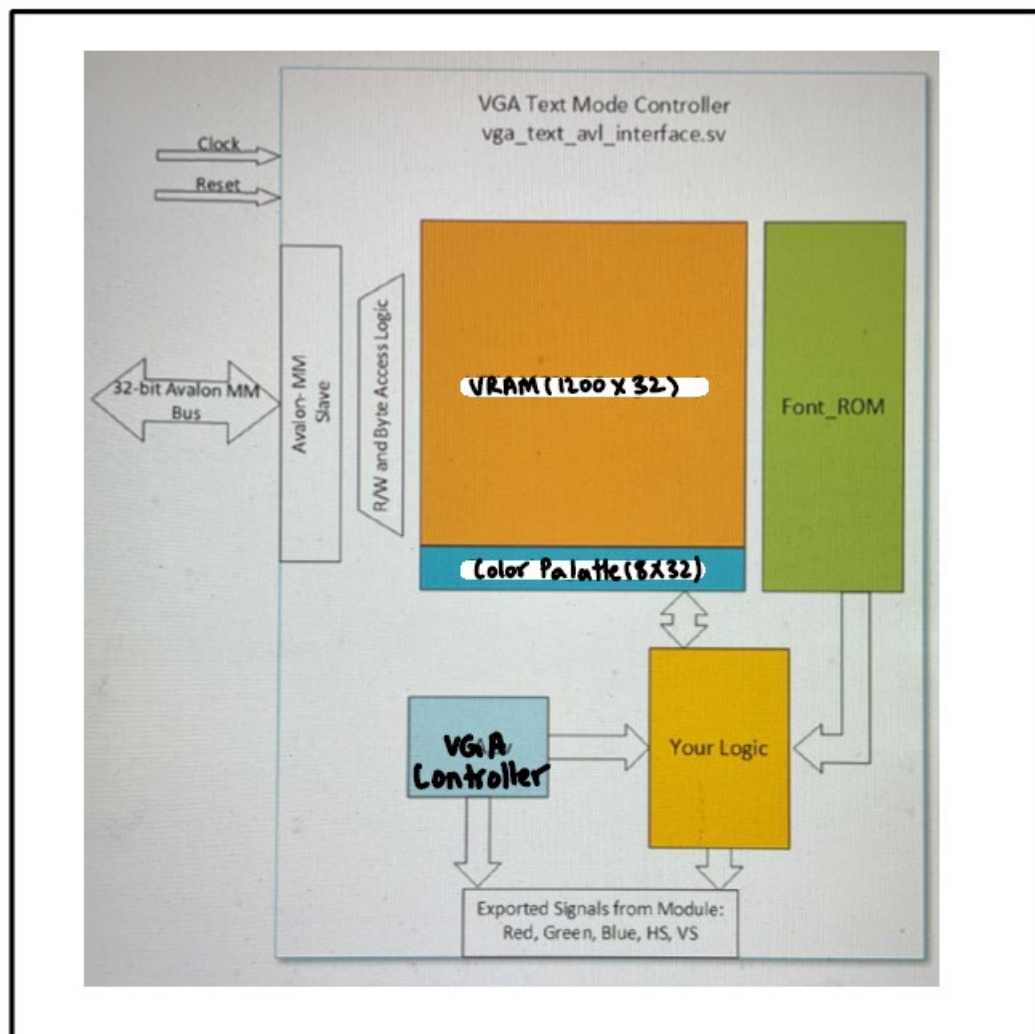 VGA Text Mode Controller
vga_text_avl_interface.sv
Clock
Reset
32-bit Avalon MM
Bus
Avalon- MM
Slave
R/W and Byte Access Logic
VRAM(1200 X 32)
Font_ROM
Color Palatte(8X32)
VGA
Controller
Your Logic
Exported Signals from Module:
Red, Green, Blue, HS, VS